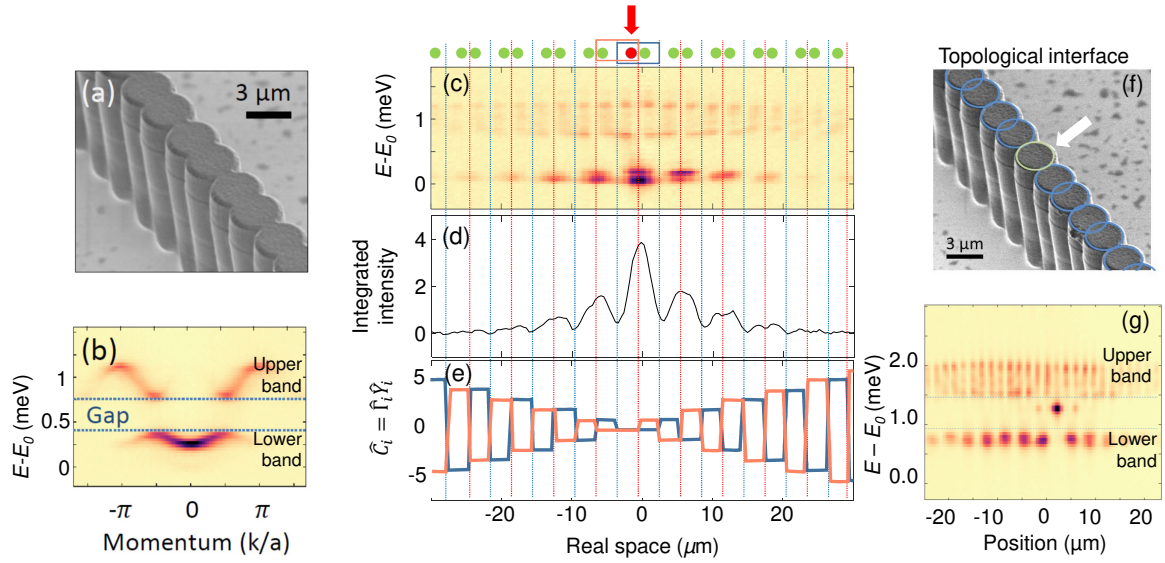 (a)
3 μm
(b)
E-E₀ (meV)
1
0.5
0
Upper
band
Gap
Lower
band
-π
0
π
Momentum (k/a)
(c)
E-E₀ (meV)
1
0
(d)
Integrated
intensity
4
2
0
(e)
Ĉᵢ = Γ̂ᵢŶᵢ
5
0
-5
-20
-10
0
10
20
Real space (μm)
Topological interface
(f)
3 μm
(g)
E − E₀ (meV)
2.0
1.0
1.0
0.0
Upper
band
Lower
band
-20
-10
0
10
20
Position (μm)